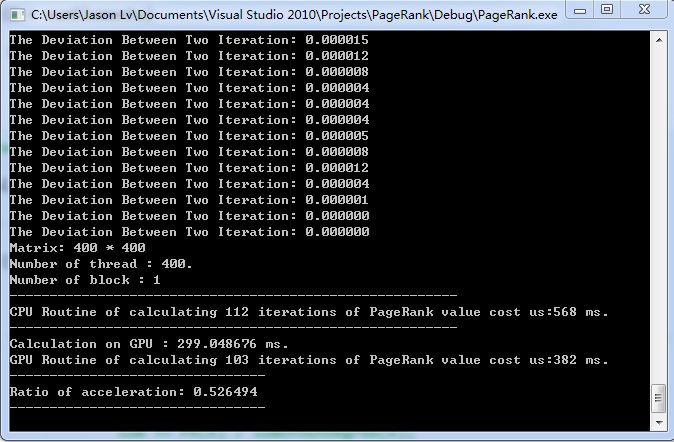 C:\Users\Jason Lv\Documents\Visual Studio 2010\Projects\PageRank\Debug\PageRank.exe
The Deviation Between Two Iteration: 0.000015
The Deviation Between Two Iteration: 0.000012
The Deviation Between Two Iteration: 0.000008
The Deviation Between Two Iteration: 0.000004
The Deviation Between Two Iteration: 0.000004
The Deviation Between Two Iteration: 0.000004
The Deviation Between Two Iteration: 0.000005
The Deviation Between Two Iteration: 0.000008
The Deviation Between Two Iteration: 0.000012
The Deviation Between Two Iteration: 0.000004
The Deviation Between Two Iteration: 0.000001
The Deviation Between Two Iteration: 0.000000
The Deviation Between Two Iteration: 0.000000
Matrix: 400 * 400
Number of thread : 400.
Number of block : 1
--------------------------------------------------------
CPU Routine of calculating 112 iterations of PageRank value cost us:568 ms.
--------------------------------------------------------
Calculation on GPU : 299.048676 ms.
GPU Routine of calculating 103 iterations of PageRank value cost us:382 ms.
--------------------------------
Ratio of acceleration: 0.526494
--------------------------------